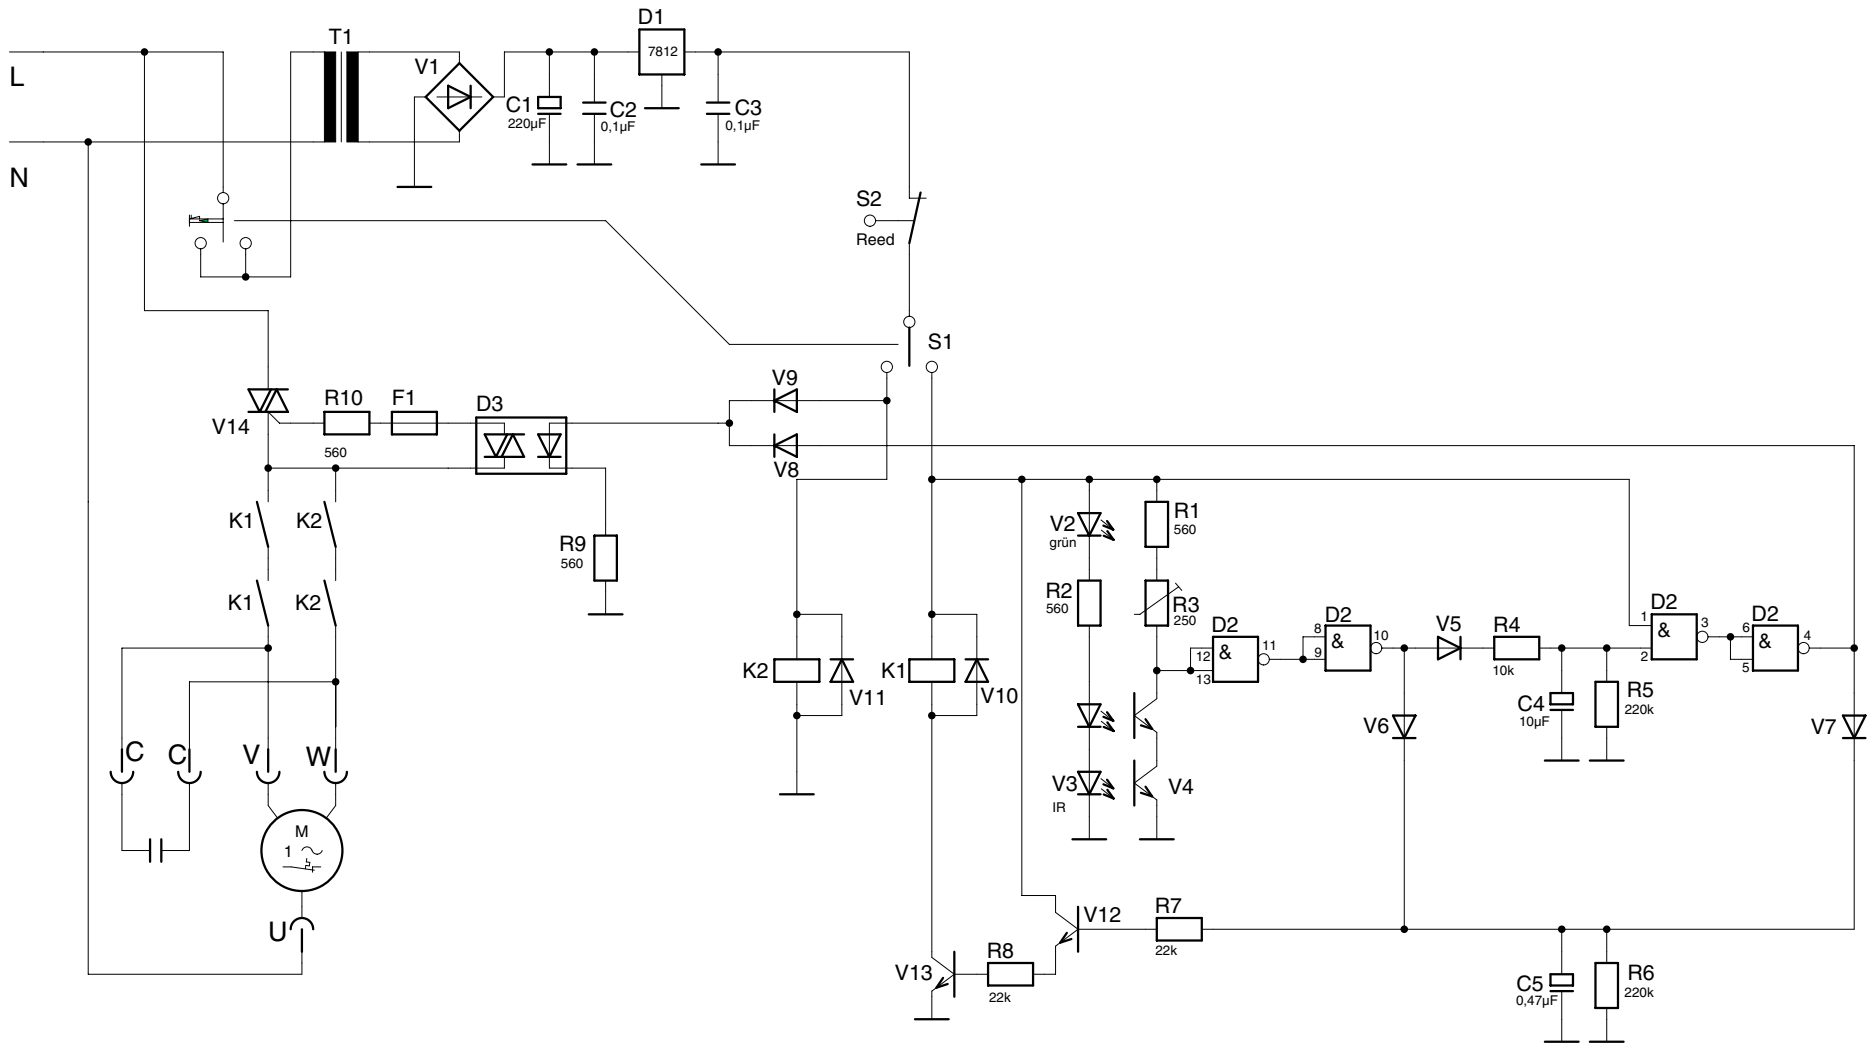 L
N
T1
V1
C1
220µF
C2
0,1µF
D1
7812
C3
0,1µF
S2
Reed
S1
V14
R10
560
F1
D3
V9
V8
K1
K2
K1
K2
R9
560
K2
V11
K1
V10
V2
grün
R2
560
R1
560
R3
250
V3
IR
V4
D2
12
13
&
11
D2
8
9
&
10
V5
R4
10k
C4
10µF
R5
220k
D2
1
2
&
3
D2
6
5
&
4
V6
V7
C
C
V
W
M
1
U
V12
R7
22k
V13
R8
22k
C5
0,47µF
R6
220k